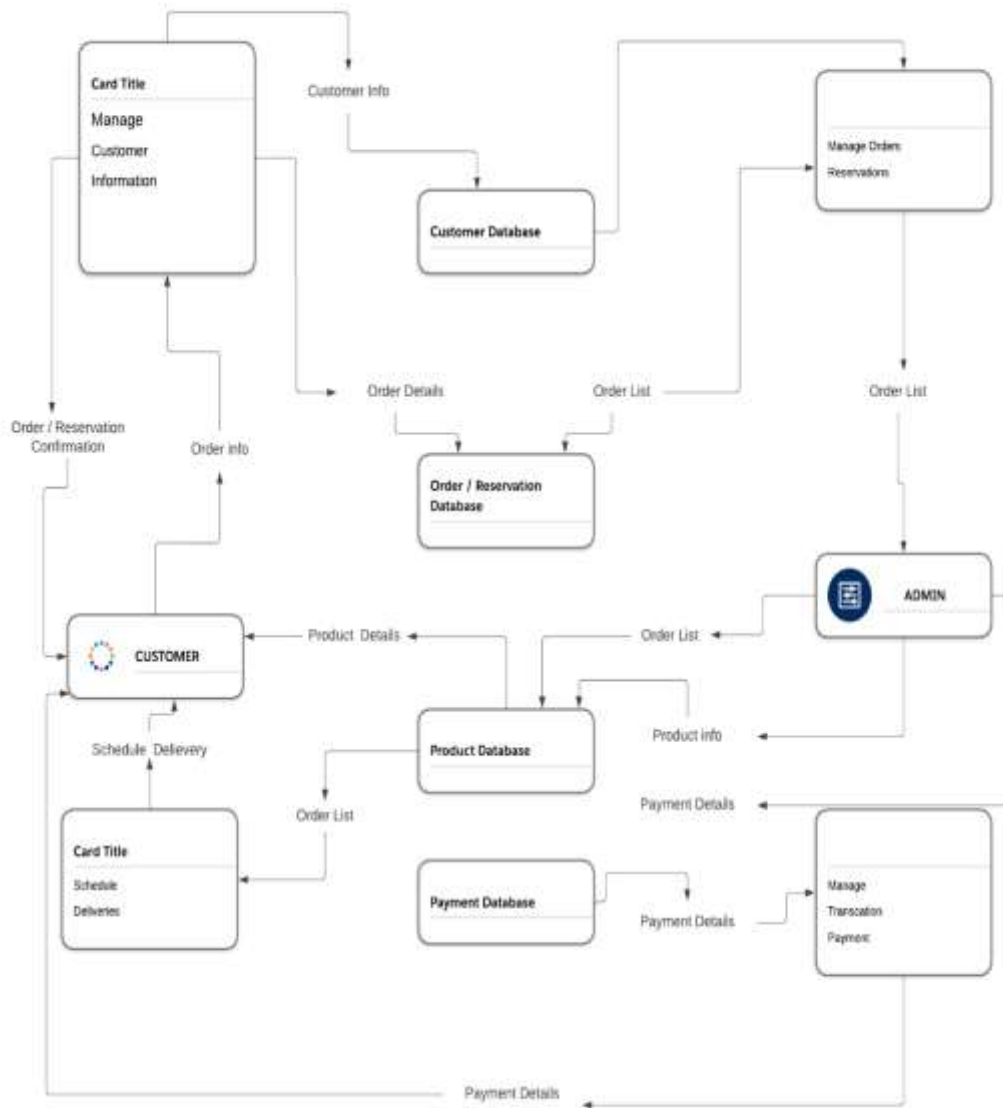 Card Title
Manage
Customer
Information
Customer Info
Manage Orders
Reservations
Customer Database
Order Details
Order List
Order List
Order / Reservation
Confirmation
Order Info
Order / Reservation
Database
ADMIN
Product Details
Order List
CUSTOMER
Schedule Delievery
Product Database
Product info
Order List
Payment Details
Card Title
Schedule
Deliveries
Payment Database
Payment Details
Manage
Transcation
Payment
Payment Details